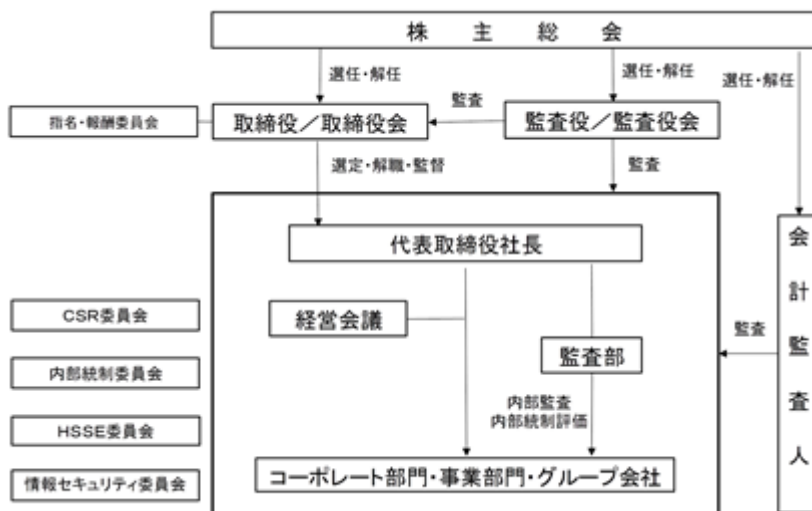 株主総会
選任・解任
選任・解任
選任・解任
指名・報酬委員会
取締役／取締役会
監査
監査役／監査役会
選定・解職・監督
監査
代表取締役社長
会計監査人
CSR委員会
経営会議
監査
内部統制委員会
監査部
内部監査
内部統制評価
HSSE委員会
コーポレート部門・事業部門・グループ会社
情報セキュリティ委員会